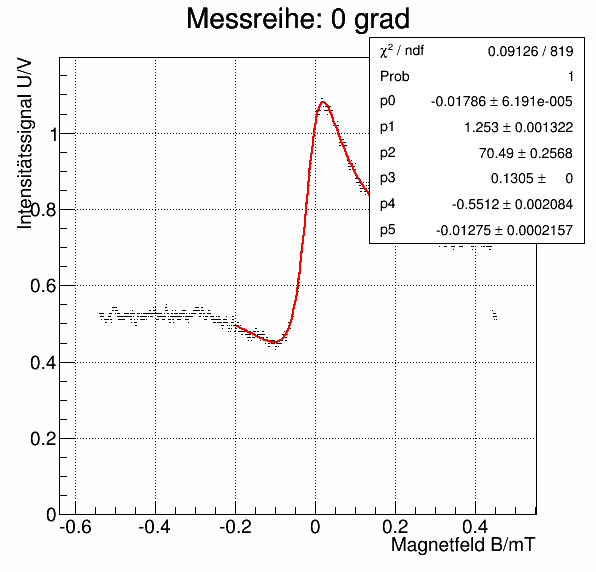 Messreihe: 0 grad
χ² / ndf 0.09126 / 819
Prob 1
p0 -0.01786 ± 6.191e-005
p1 1.253 ± 0.001322
p2 70.49 ± 0.2568
p3 0.1305 ± 0
p4 -0.5512 ± 0.002084
p5 -0.01275 ± 0.0002157
Intensitätssignal U/V
1
0.8
0.6
0.4
0.2
0
-0.6 -0.4 -0.2 0 0.2 0.4
Magnetfeld B/mT